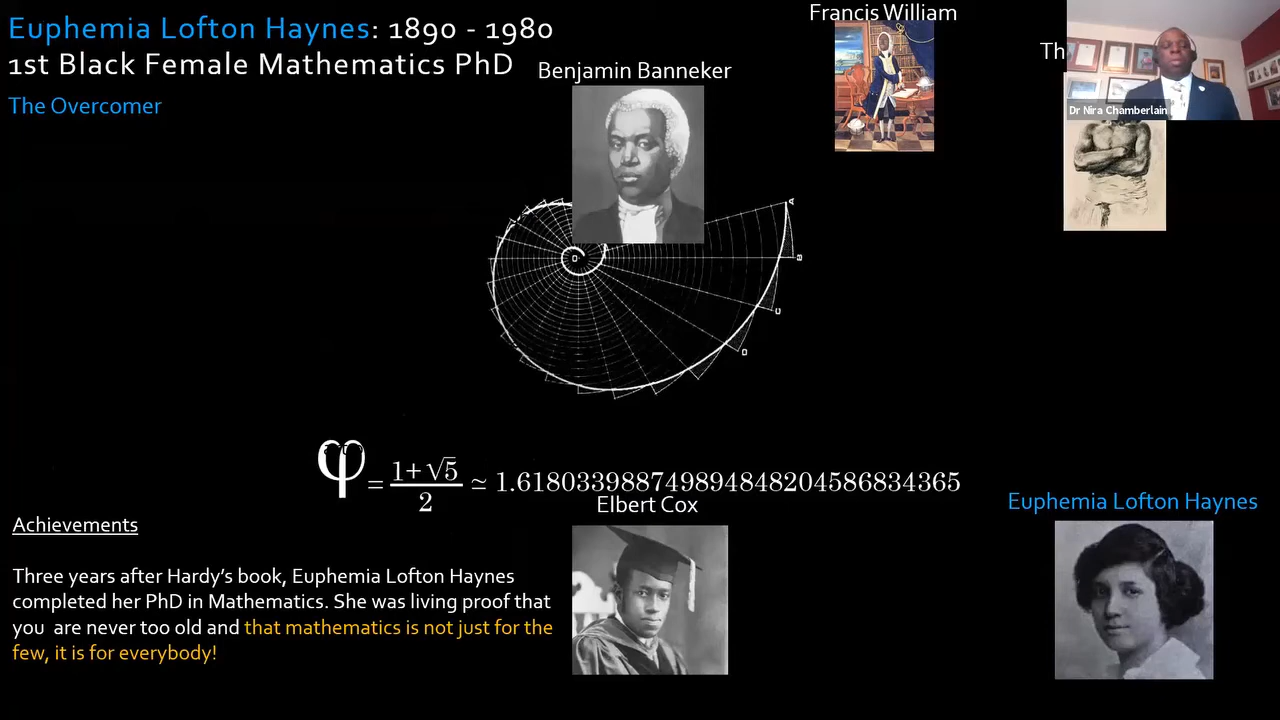 Euphemia Lofton Haynes: 1890 - 1980
1st Black Female Mathematics PhD
The Overcomer
Benjamin Banneker
Francis William
Th
Dr Nira Chamberlain
A
B
O
φ = 1+√5 / 2 ≃ 1.61803398874989484820458683​4365
Elbert Cox
Euphemia Lofton Haynes
Achievements
Three years after Hardy’s book, Euphemia Lofton Haynes
completed her PhD in Mathematics. She was living proof that
you are never too old and that mathematics is not just for the
few, it is for everybody!